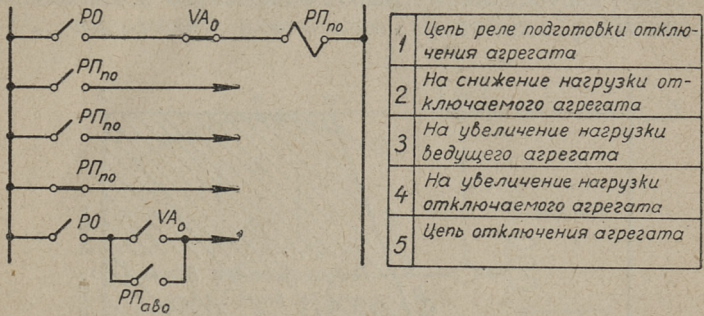 РО VA₀ РПпо
РПпо
РПпо
РПпо
РО VA₀
РПаво
1 Цепь реле подготовки отклю-
чения агрегата
2 На снижение нагрузки от-
ключаемого агрегата
3 На увеличение нагрузки
ведущего агрегата
4 На увеличение нагрузки
отключаемого агрегата
5 Цепь отключения агрегата